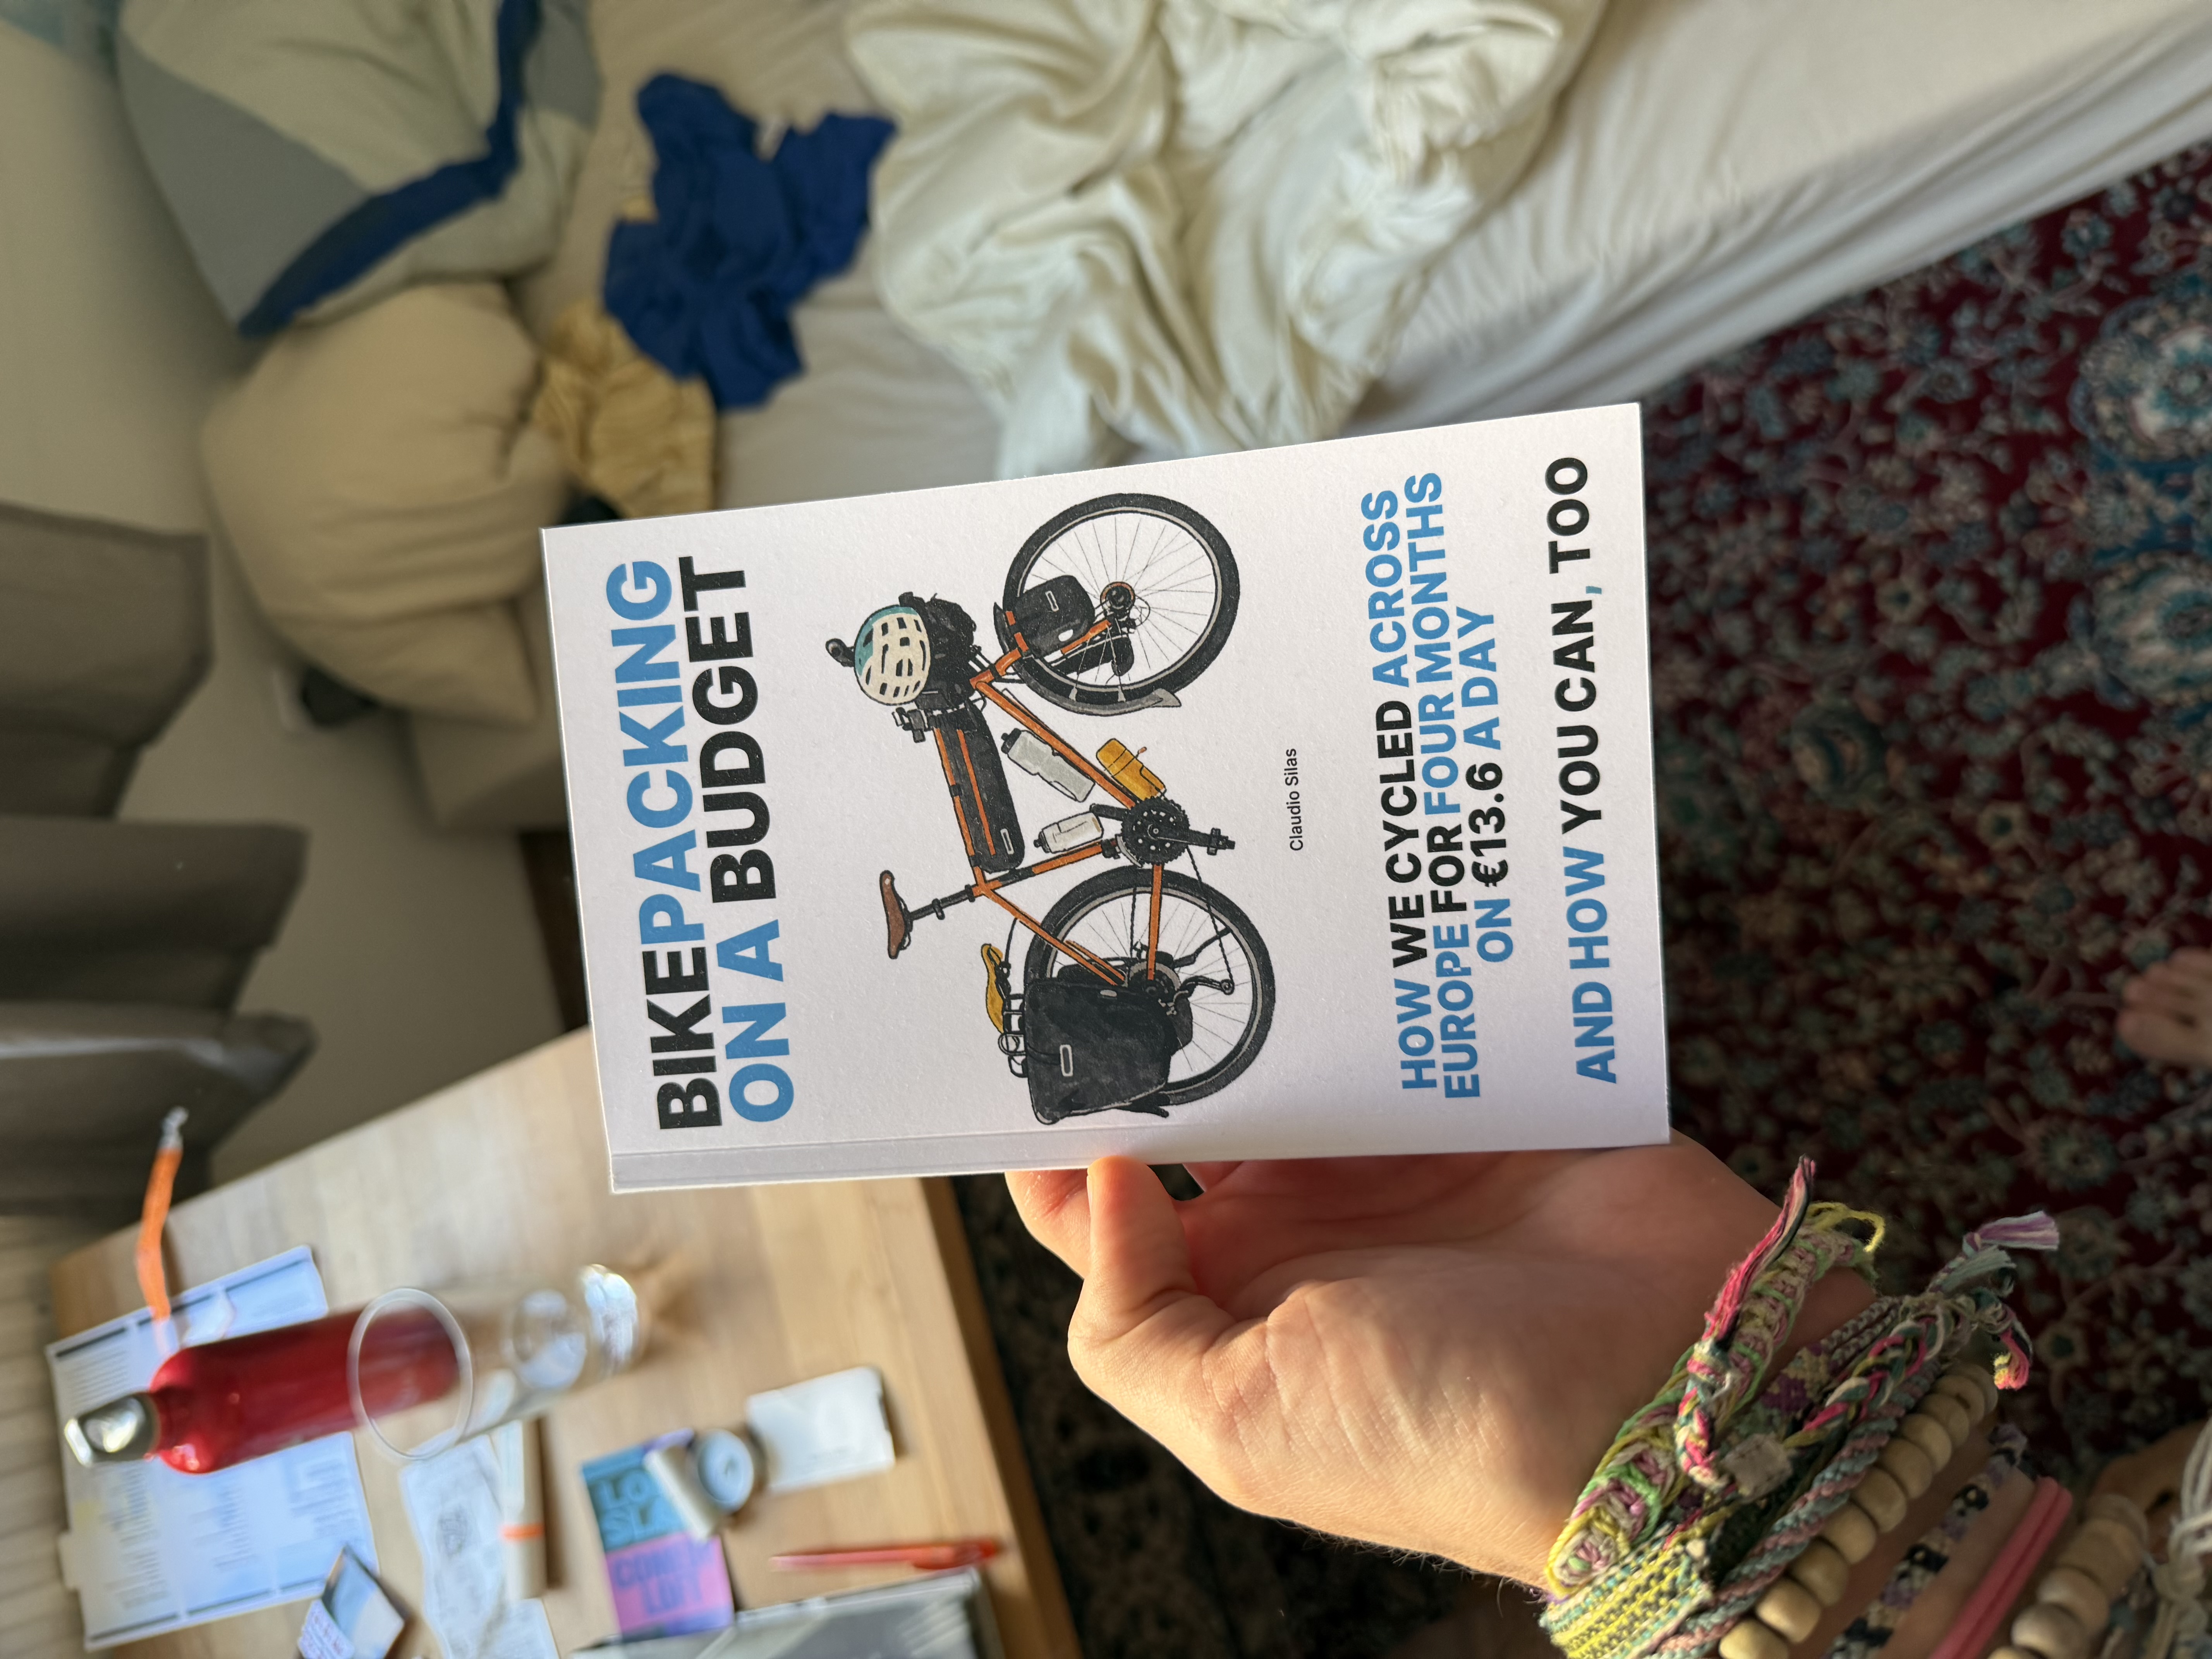 BIKEPACKING
ON A BUDGET
Claudio Silas
HOW WE CYCLED ACROSS
EUROPE FOR FOUR MONTHS
ON €13.6 A DAY
AND HOW YOU CAN, TOO